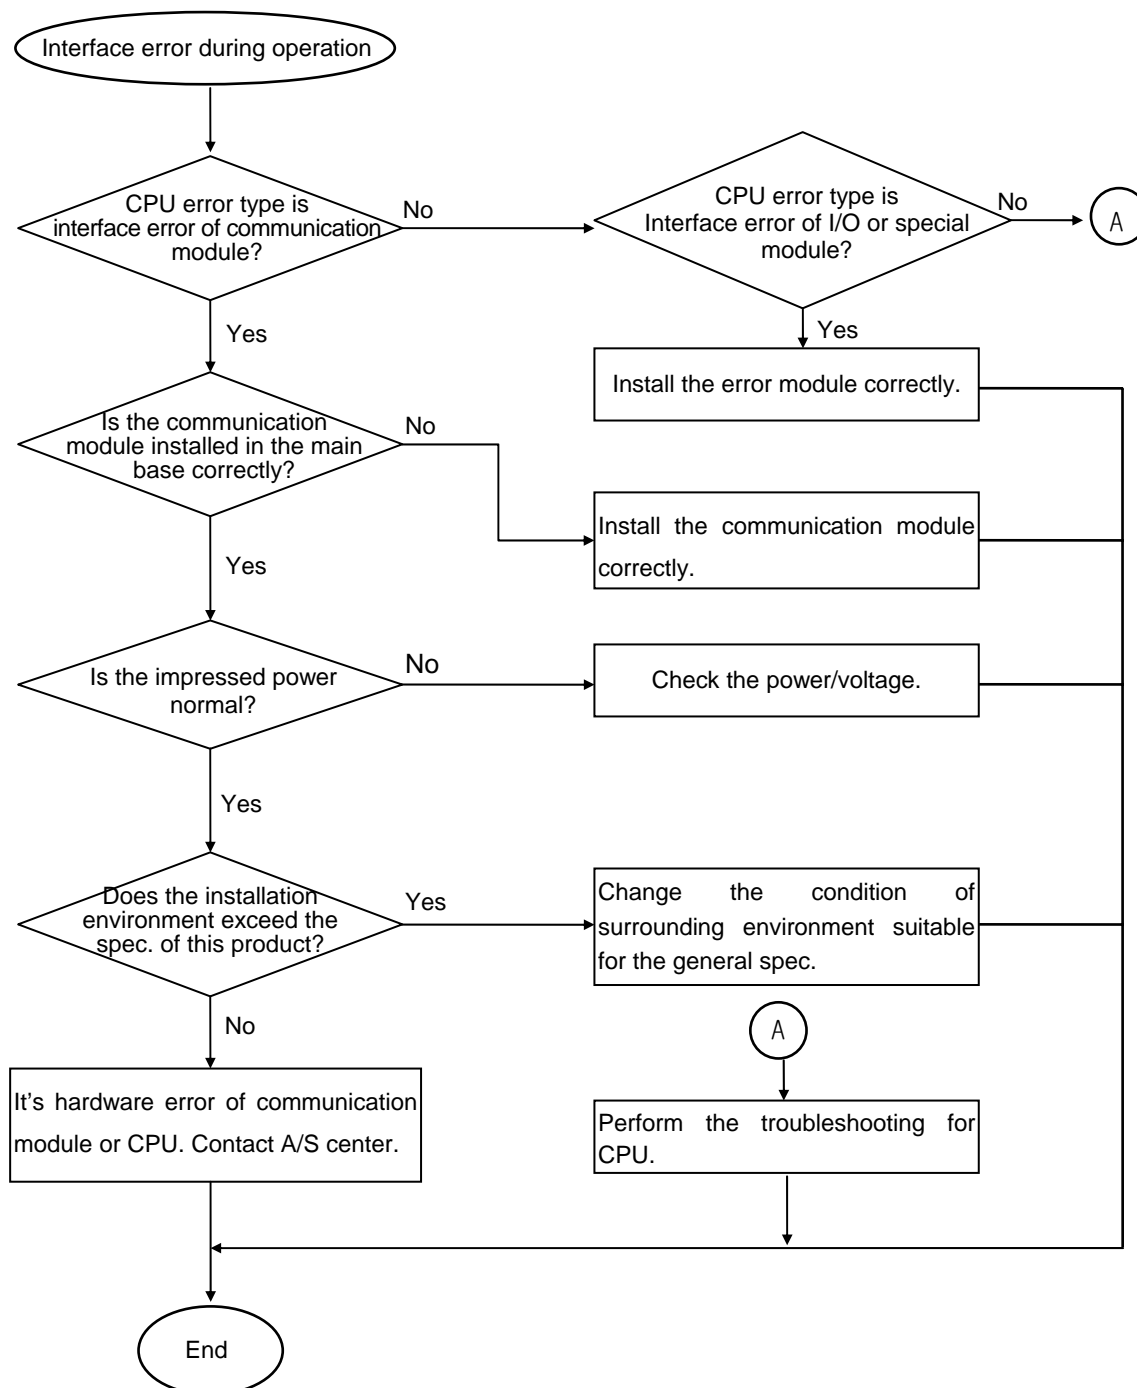 Interface error during operation
CPU error type is
interface error of communication
module?
No
CPU error type is
Interface error of I/O or special
module?
No
A
Yes
Yes
Install the error module correctly.
Is the communication
module installed in the main
base correctly?
No
Install the communication module
correctly.
Yes
Is the impressed power
normal?
No
Check the power/voltage.
Yes
Does the installation
environment exceed the
spec. of this product?
Yes
Change the condition of
surrounding environment suitable
for the general spec.
No
A
It’s hardware error of communication
module or CPU. Contact A/S center.
Perform the troubleshooting for
CPU.
End